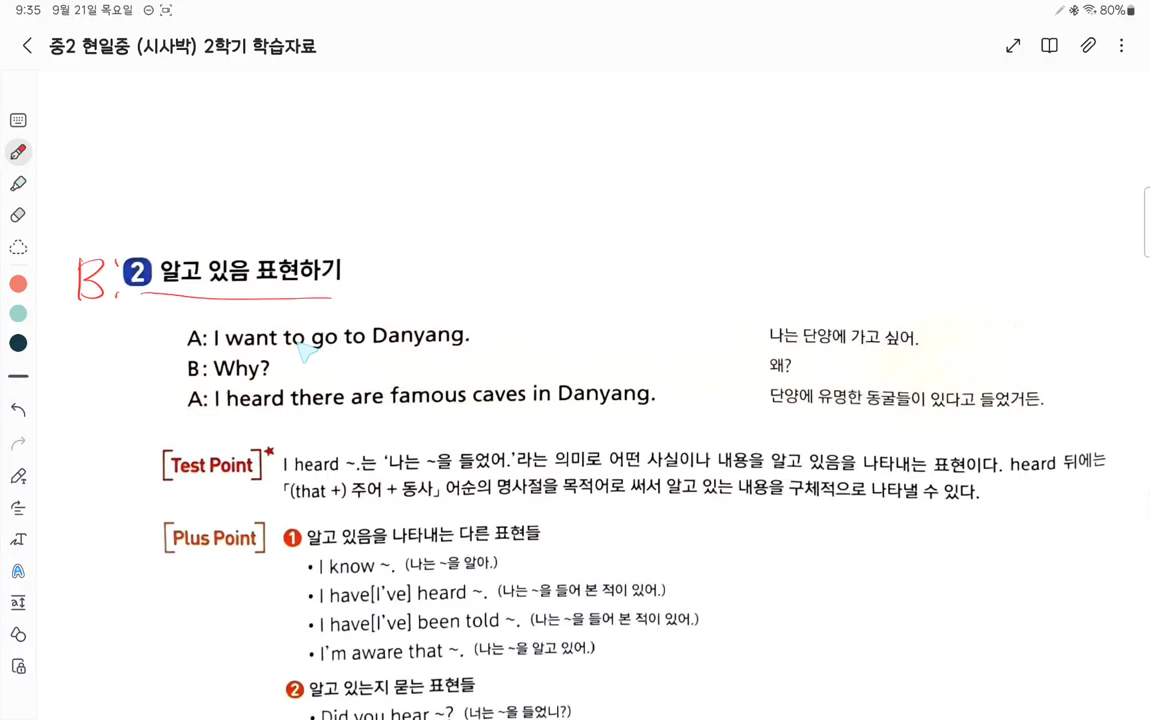 9:35 9월 21일 목요일
80%
중2 현일중 (시사박) 2학기 학습자료
B: 2 알고 있음 표현하기
A: I want to go to Danyang. 나는 단양에 가고 싶어.
B: Why? 왜?
A: I heard there are famous caves in Danyang. 단양에 유명한 동굴들이 있다고 들었거든.
[Test Point]★ I heard ~.는 ‘나는 ~을 들었어.’라는 의미로 어떤 사실이나 내용을 알고 있음을 나타내는 표현이다. heard 뒤에는
「(that +) 주어 + 동사」 어순의 명사절을 목적어로 써서 알고 있는 내용을 구체적으로 나타낼 수 있다.
[Plus Point] 1 알고 있음을 나타내는 다른 표현들
• I know ~. (나는 ~을 알아.)
• I have[I’ve] heard ~. (나는 ~을 들어 본 적이 있어.)
• I have[I’ve] been told ~. (나는 ~을 들어 본 적이 있어.)
• I’m aware that ~. (나는 ~을 알고 있어.)
2 알고 있는지 묻는 표현들
• Did you hear ~? (너는 ~을 들었니?)